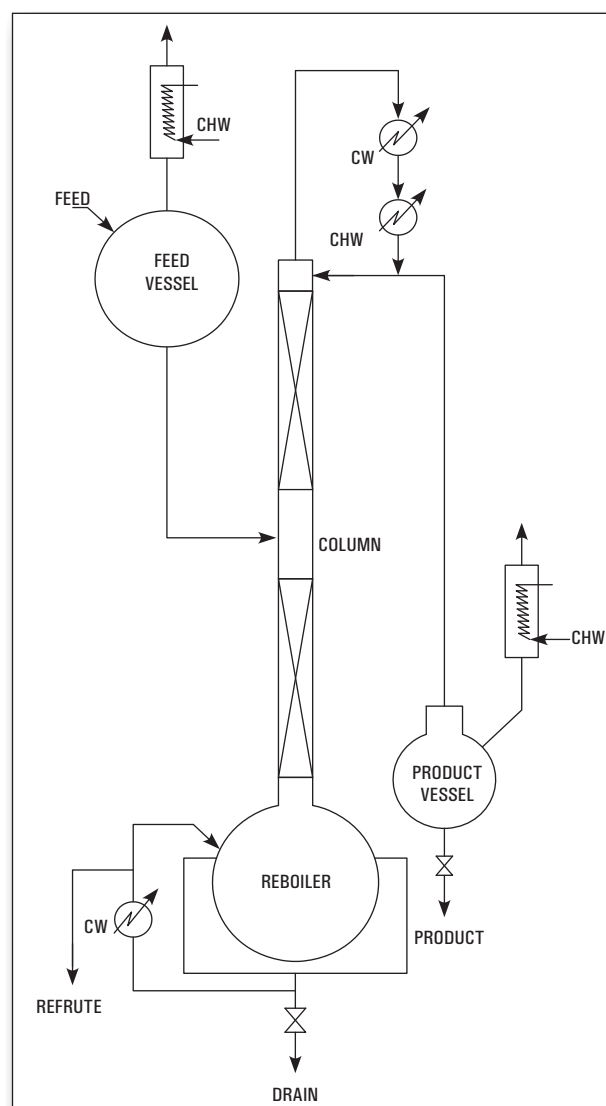 CHW
FEED
FEED
VESSEL
CW
CHW
COLUMN
CHW
PRODUCT
VESSEL
REBOILER
CW
PRODUCT
REFRUTE
DRAIN